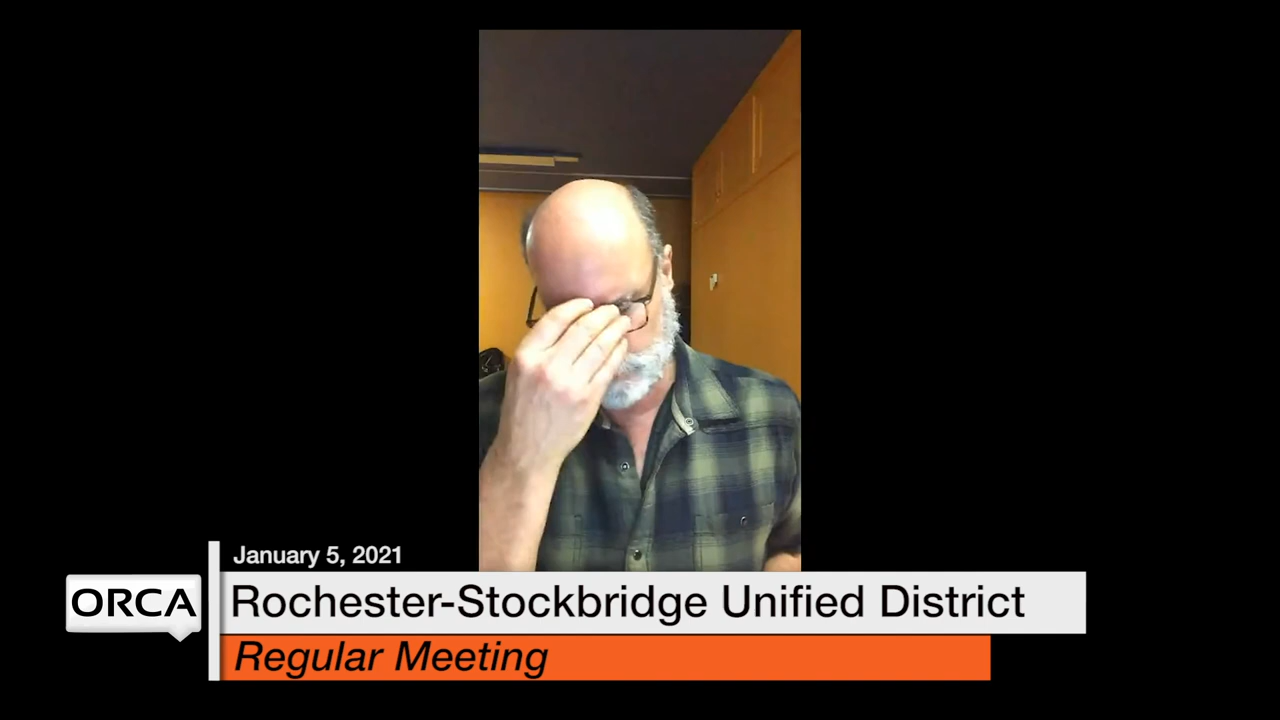 January 5, 2021
ORCA
Rochester-Stockbridge Unified District
Regular Meeting